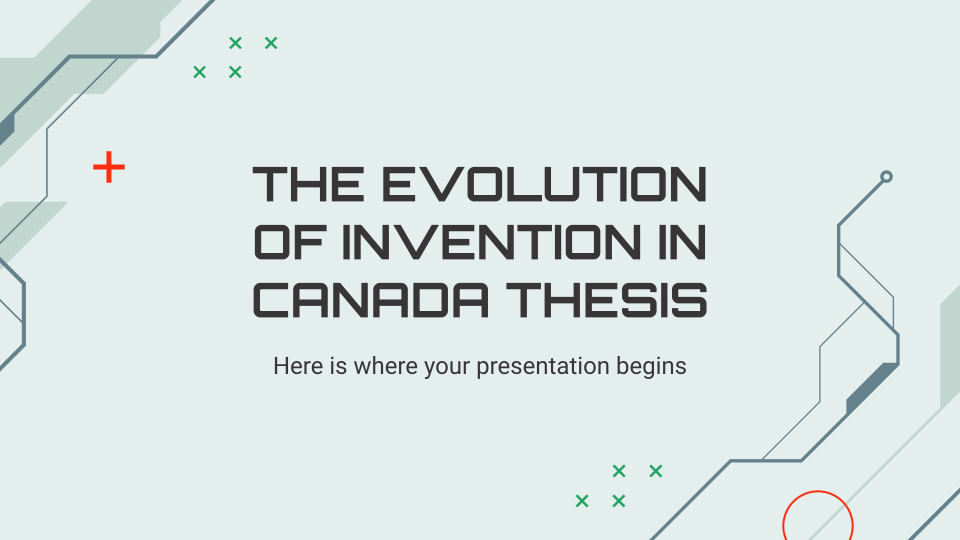 THE EVOLUTION
OF INVENTION IN
CANADA THESIS
Here is where your presentation begins